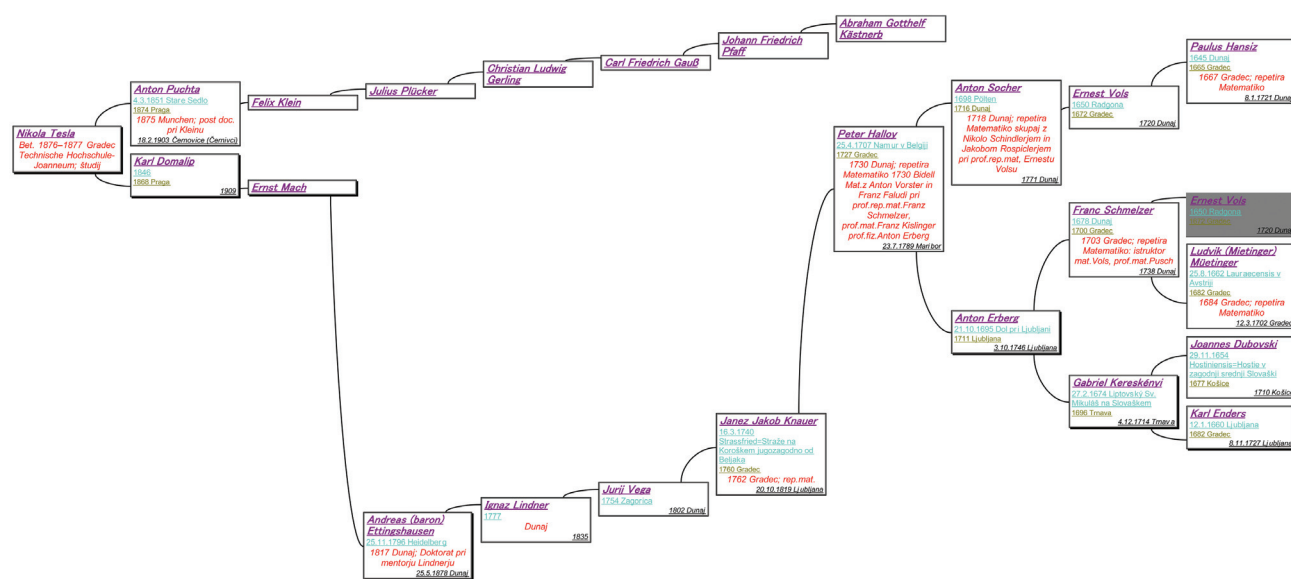 Nikola Tesla
Bet. 1876–1877 Gradec
Technische Hochschule-
Joanneum; študij
Anton Puchta
4.3.1851 Stare Sedlo
1874 Praga
1875 Munchen; post doc.
pri Kleinu
18.2.1903 Černovice (Černivci)
Karl Domalip
1846
1868 Praga
1909
Felix Klein
Ernst Mach
Julius Plücker
Christian Ludwig
Gerling
Carl Friedrich Gauß
Johann Friedrich
Pfaff
Abraham Gotthelf
Kästnerb
Andreas (baron)
Ettingshausen
25.11.1796 Heidelberg
1817 Dunaj; Doktorat pri
mentorju Lindnerju
25.5.1878 Dunaj
Ignaz Lindner
1777
Dunaj
1835
Jurij Vega
1754 Zagorica
1802 Dunaj
Janez Jakob Knauer
16.3.1740
Strassfried=Straže na
Koroškem jugozagodno od
Beljaka
1760 Gradec
1762 Gradec; rep.mat.
20.10.1819 Ljubljana
Peter Hallov
25.4.1707 Namur v Belgiji
1727 Gradec
1730 Dunaj; repetira
Matematiko 1730 Bidell
Mat.z Anton Vorster in
Franz Faludi pri
prof.rep.mat.Franz
Schmelzer,
prof.mat.Franz Kislinger
prof.fiz.Anton Erberg
23.7.1789 Maribor
Anton Socher
1698 Pölten
1716 Dunaj
1718 Dunaj; repetira
Matematiko skupaj z
Nikolo Schindlerjem in
Jakobom Rospiclerjem
pri prof.rep.mat, Ernestu
Volsu
1771 Dunaj
Anton Erberg
21.10.1695 Dol pri Ljubljani
1711 Ljubljana
3.10.1746 Ljubljana
Ernest Vols
1650 Radgona
1672 Gradec
1720 Dunaj
Franc Schmelzer
1678 Dunaj
1700 Gradec
1703 Gradec; repetira
Matematiko: istruktor
mat.Vols, prof.mat.Pusch
1738 Dunaj
Gabriel Kereskényi
27.2.1674 Liptovský Sv.
Mikuláš na Slovaškem
1696 Trnava
4.12.1714 Trnava
Paulus Hansiz
1645 Dunaj
1665 Gradec
1667 Gradec; repetira
Matematiko
8.1.1721 Dunaj
Ernest Vols
1650 Radgona
1720 Dunaj
Ludvik (Mietinger)
Müetinger
25.8.1662 Lauraecensis v
Avstriji
1682 Gradec
1684 Gradec; repetira
Matematiko
12.3.1702 Gradec
Joannes Dubovski
29.11.1654
Hostiniensis=Hostie v
zagodnji srednji Slovaški
1677 Košice
1710 Košice
Karl Enders
12.1.1660 Ljubljana
1682 Gradec
8.11.1727 Ljubljana